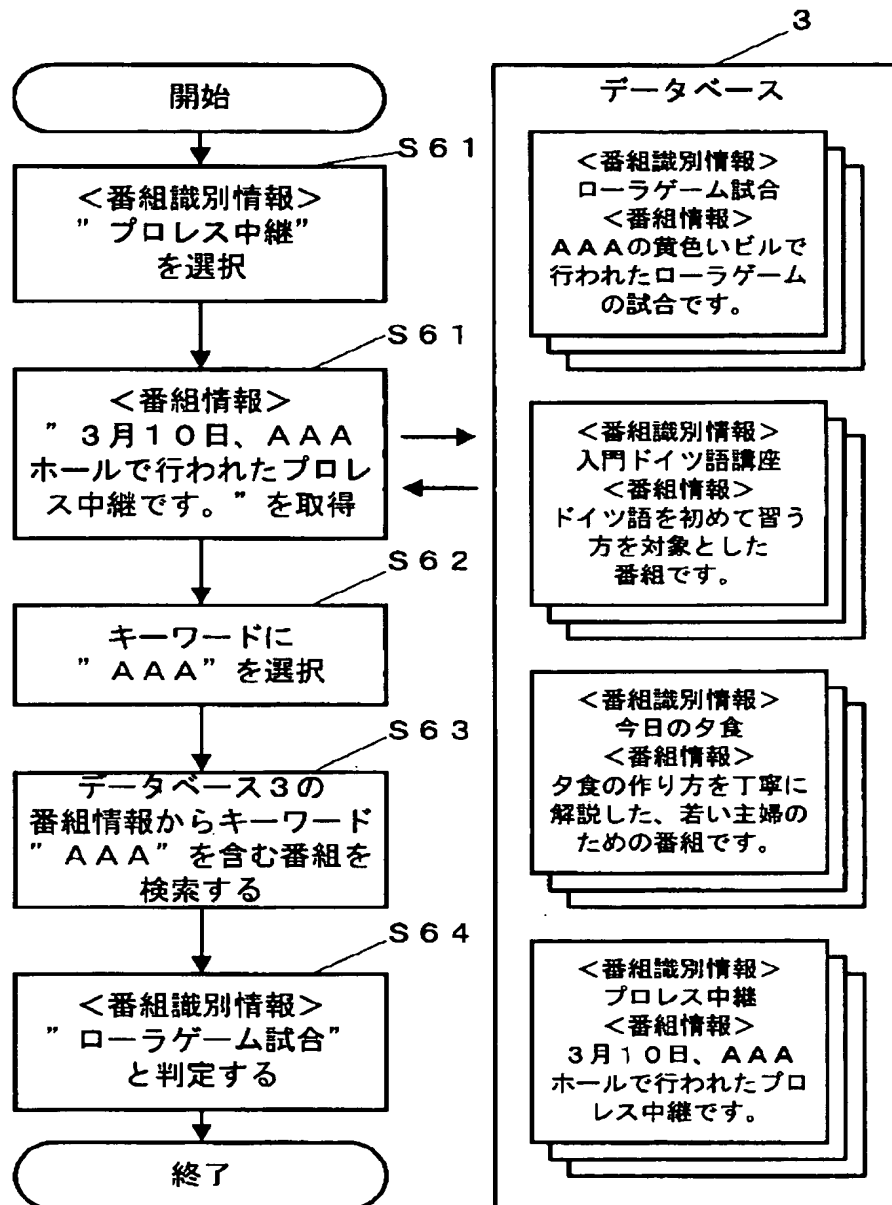 開始
S61
<番組識別情報>
”プロレス中継”
を選択
S61
<番組情報>
”3月10日、AAA
ホールで行われたプロレ
ス中継です。”を取得
S62
キーワードに
”AAA”を選択
S63
データベース3の
番組情報からキーワード
”AAA”を含む番組を
検索する
S64
<番組識別情報>
”ローラゲーム試合”
と判定する
終了
3
データベース
<番組識別情報>
ローラゲーム試合
<番組情報>
AAAの黄色いビルで
行われたローラゲーム
の試合です。
<番組識別情報>
入門ドイツ語講座
<番組情報>
ドイツ語を初めて習う
方を対象とした
番組です。
<番組識別情報>
今日の夕食
<番組情報>
夕食の作り方を丁寧に
解説した、若い主婦の
ための番組です。
<番組識別情報>
プロレス中継
<番組情報>
3月10日、AAA
ホールで行われたプロ
レス中継です。